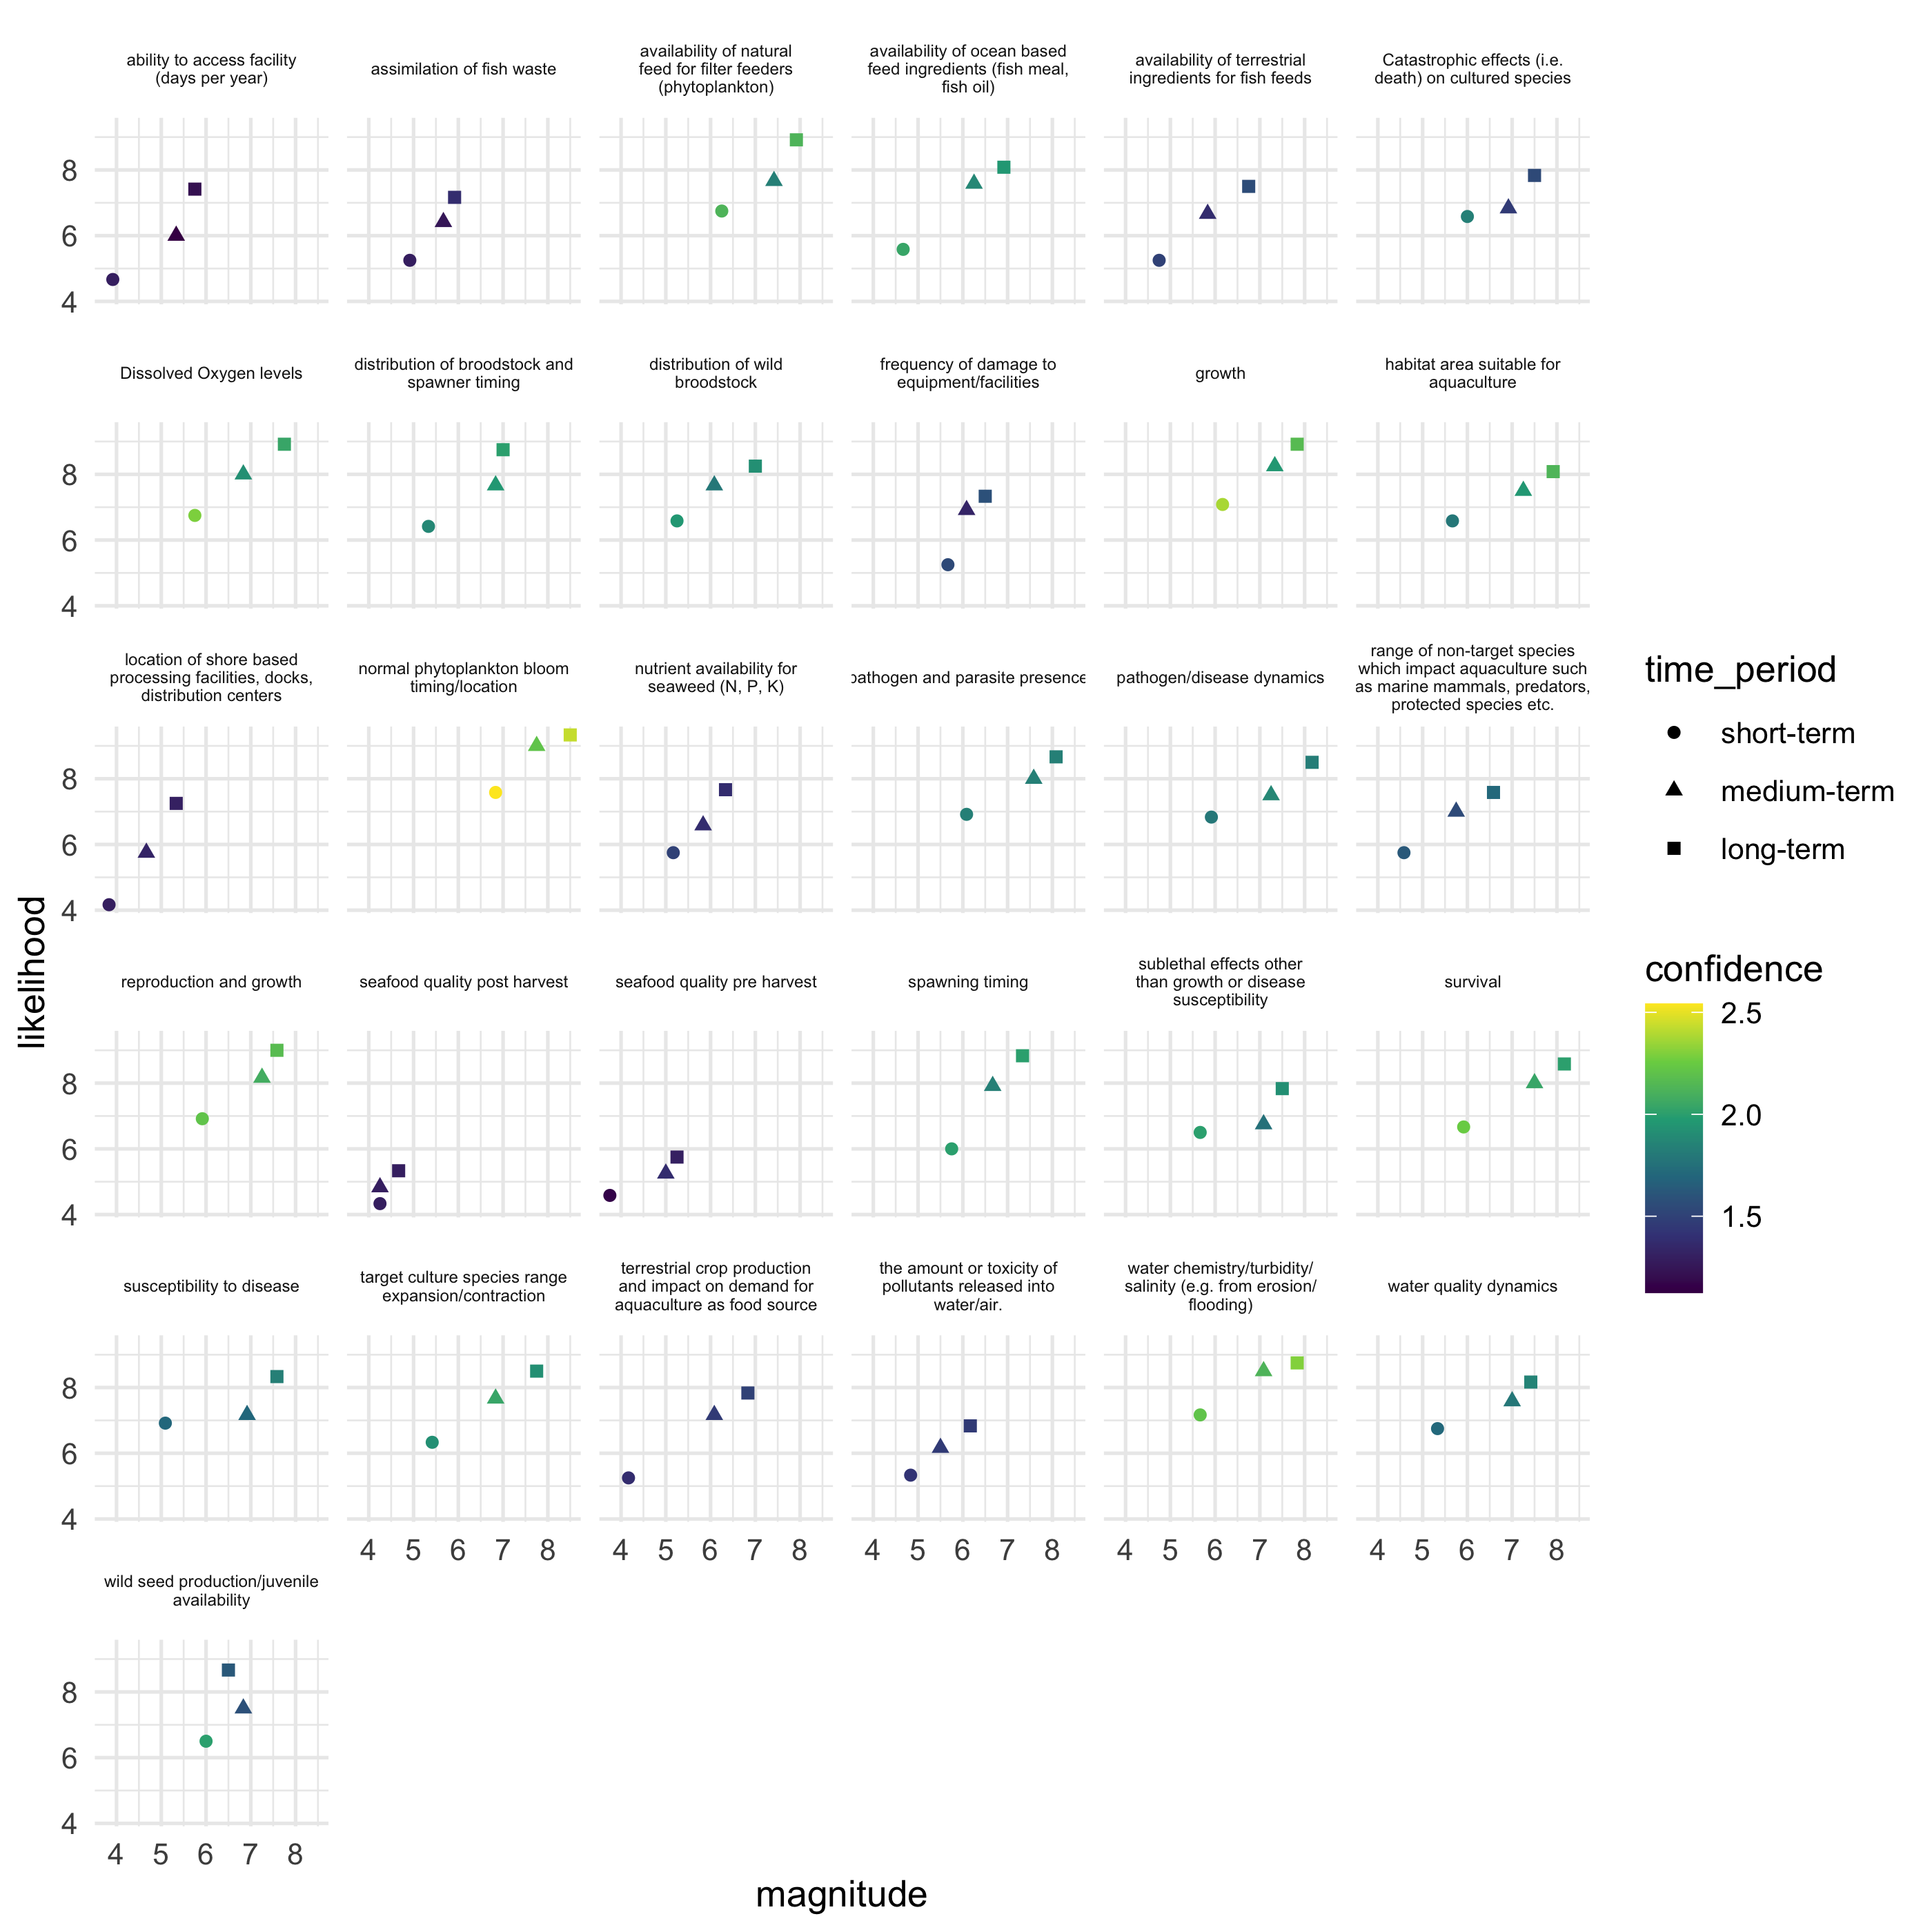 ability to access facility
(days per year)
assimilation of fish waste
availability of natural
feed for filter feeders
(phytoplankton)
availability of ocean based
feed ingredients (fish meal,
fish oil)
availability of terrestrial
ingredients for fish feeds
Catastrophic effects (i.e.
death) on cultured species
8
6
4
Dissolved Oxygen levels
distribution of broodstock and
spawner timing
distribution of wild
broodstock
frequency of damage to
equipment/facilities
growth
habitat area suitable for
aquaculture
8
6
4
location of shore based
processing facilities, docks,
distribution centers
normal phytoplankton bloom
timing/location
nutrient availability for
seaweed (N, P, K)
pathogen and parasite presence
pathogen/disease dynamics
range of non-target species
which impact aquaculture such
as marine mammals, predators,
protected species etc.
8
6
4
reproduction and growth
seafood quality post harvest
seafood quality pre harvest
spawning timing
sublethal effects other
than growth or disease
susceptibility
survival
8
6
4
susceptibility to disease
target culture species range
expansion/contraction
terrestrial crop production
and impact on demand for
aquaculture as food source
the amount or toxicity of
pollutants released into
water/air.
water chemistry/turbidity/
salinity (e.g. from erosion/
flooding)
water quality dynamics
8
6
4
4 5 6 7 8
4 5 6 7 8
4 5 6 7 8
4 5 6 7 8
4 5 6 7 8
wild seed production/juvenile
availability
8
6
4
4 5 6 7 8
likelihood
magnitude
time_period
short-term
medium-term
long-term
confidence
2.5
2.0
1.5